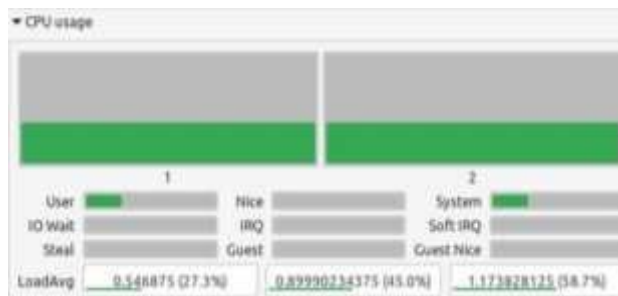 ▾ CPU usage
1 2
User Nice System
IO Wait IRQ Soft IRQ
Steal Guest Guest Nice
LoadAvg 0.546875 (27.3%) 0.89990234375 (45.0%) 1.173828125 (58.7%)